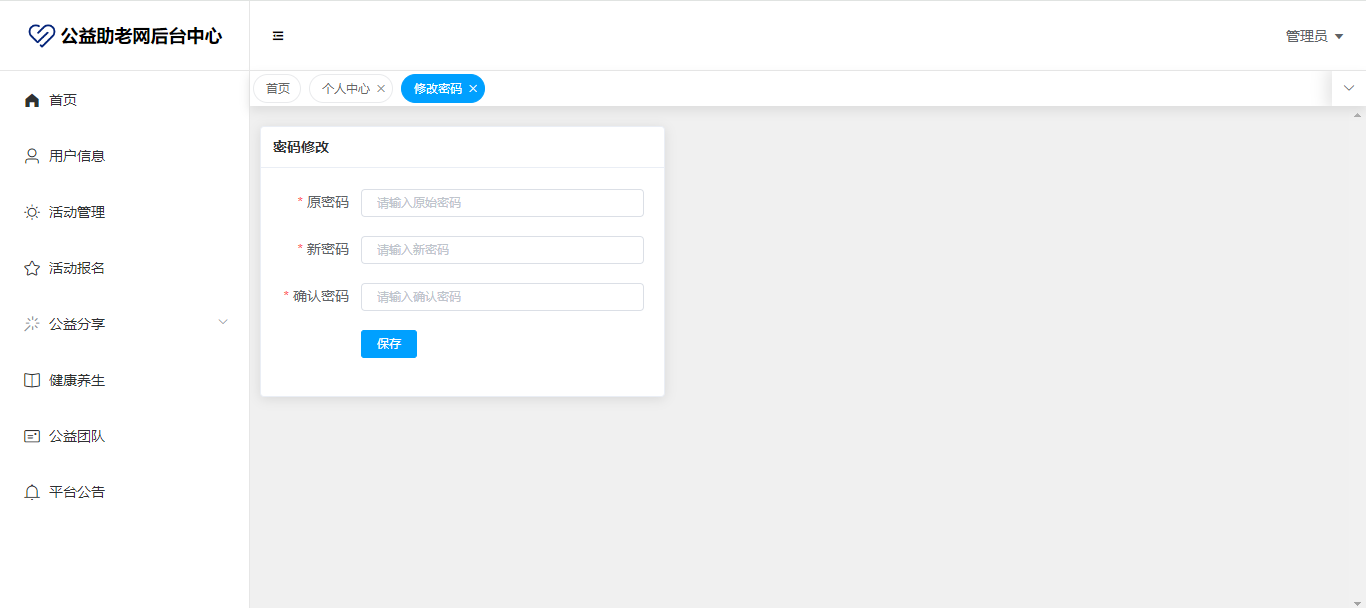 公益助老网后台中心
管理员
首页
个人中心
修改密码
首页
用户信息
活动管理
活动报名
公益分享
健康养生
公益团队
平台公告
密码修改
* 原密码 请输入原始密码
* 新密码 请输入新密码
* 确认密码 请输入确认密码
保存